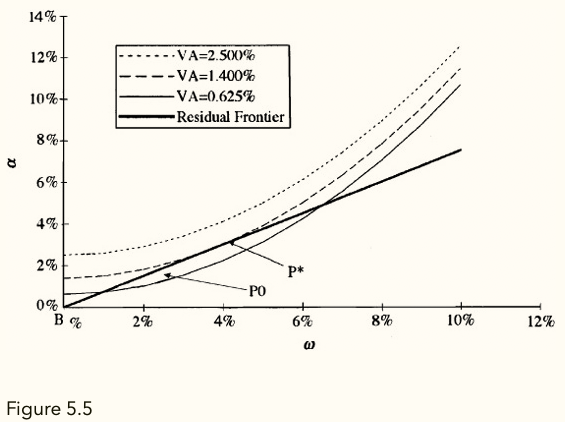 14%
12%
10%
8%
6%
4%
2%
0%
α
VA=2.500%
VA=1.400%
VA=0.625%
Residual Frontier
P*
P0
B % 2% 4% 6% 8% 10% 12%
ω
Figure 5.5